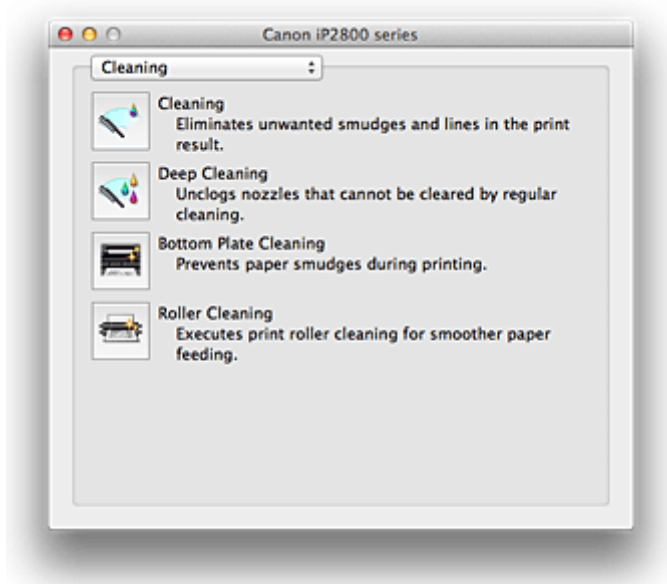 Canon iP2800 series
Cleaning
Cleaning
Eliminates unwanted smudges and lines in the print
result.
Deep Cleaning
Unclogs nozzles that cannot be cleared by regular
cleaning.
Bottom Plate Cleaning
Prevents paper smudges during printing.
Roller Cleaning
Executes print roller cleaning for smoother paper
feeding.